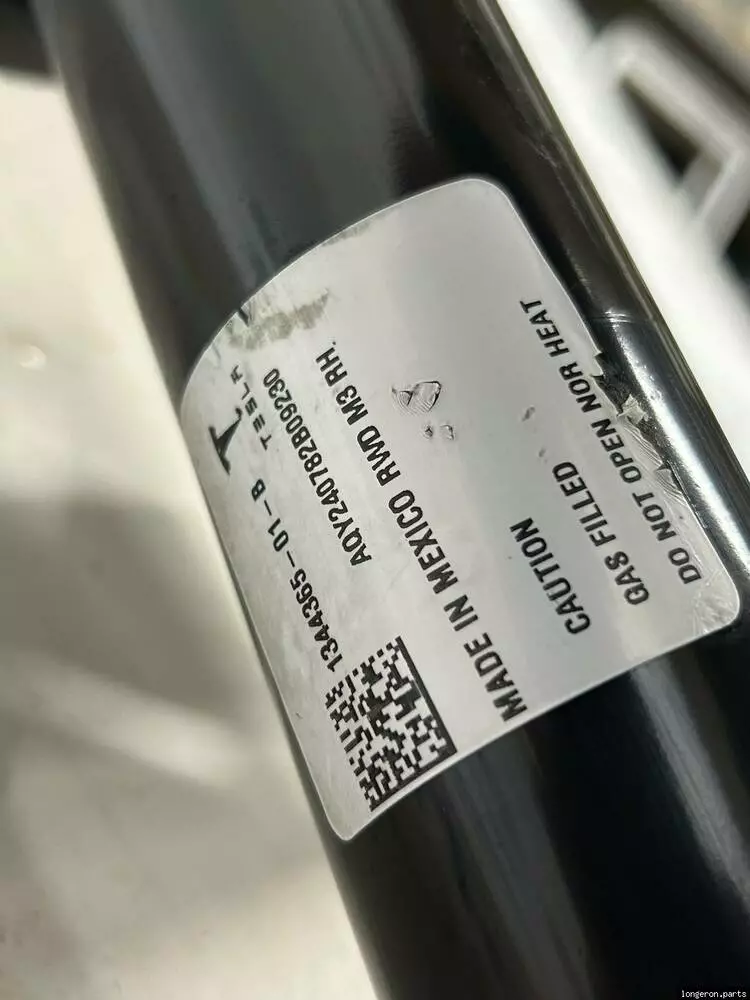 TESLA
1344365-01-B
AQY240782B09230
MADE IN MEXICO RWD M3 RH.
CAUTION
GAS FILLED
DO NOT OPEN NOR HEAT
longeron.parts